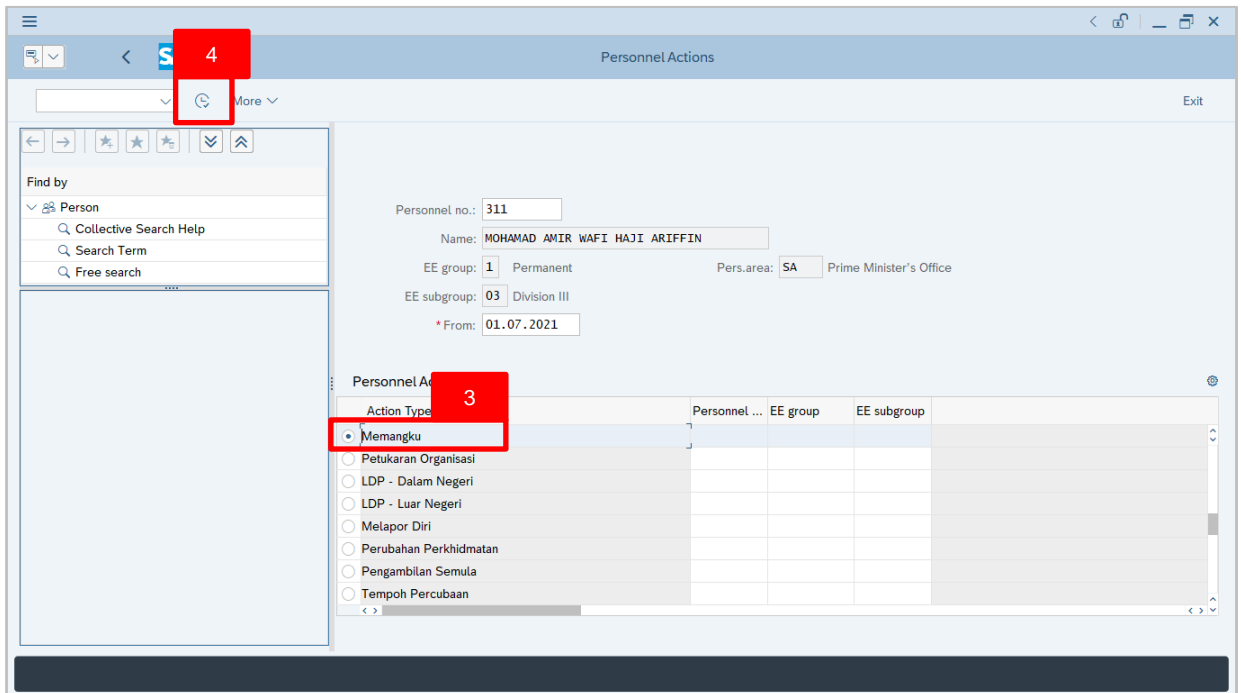 4
S
Personnel Actions
More
Exit
Find by
Person
Collective Search Help
Search Term
Free search
Personnel no.: 311
Name: MOHAMAD AMIR WAFI HAJI ARIFFIN
EE group: 1 Permanent Pers.area: SA Prime Minister's Office
EE subgroup: 03 Division III
*From: 01.07.2021
Personnel Ac
3
Action Type Personnel ... EE group EE subgroup
Memangku
Petukaran Organisasi
LDP - Dalam Negeri
LDP - Luar Negeri
Melapor Diri
Perubahan Perkhidmatan
Pengambilan Semula
Tempoh Percubaan